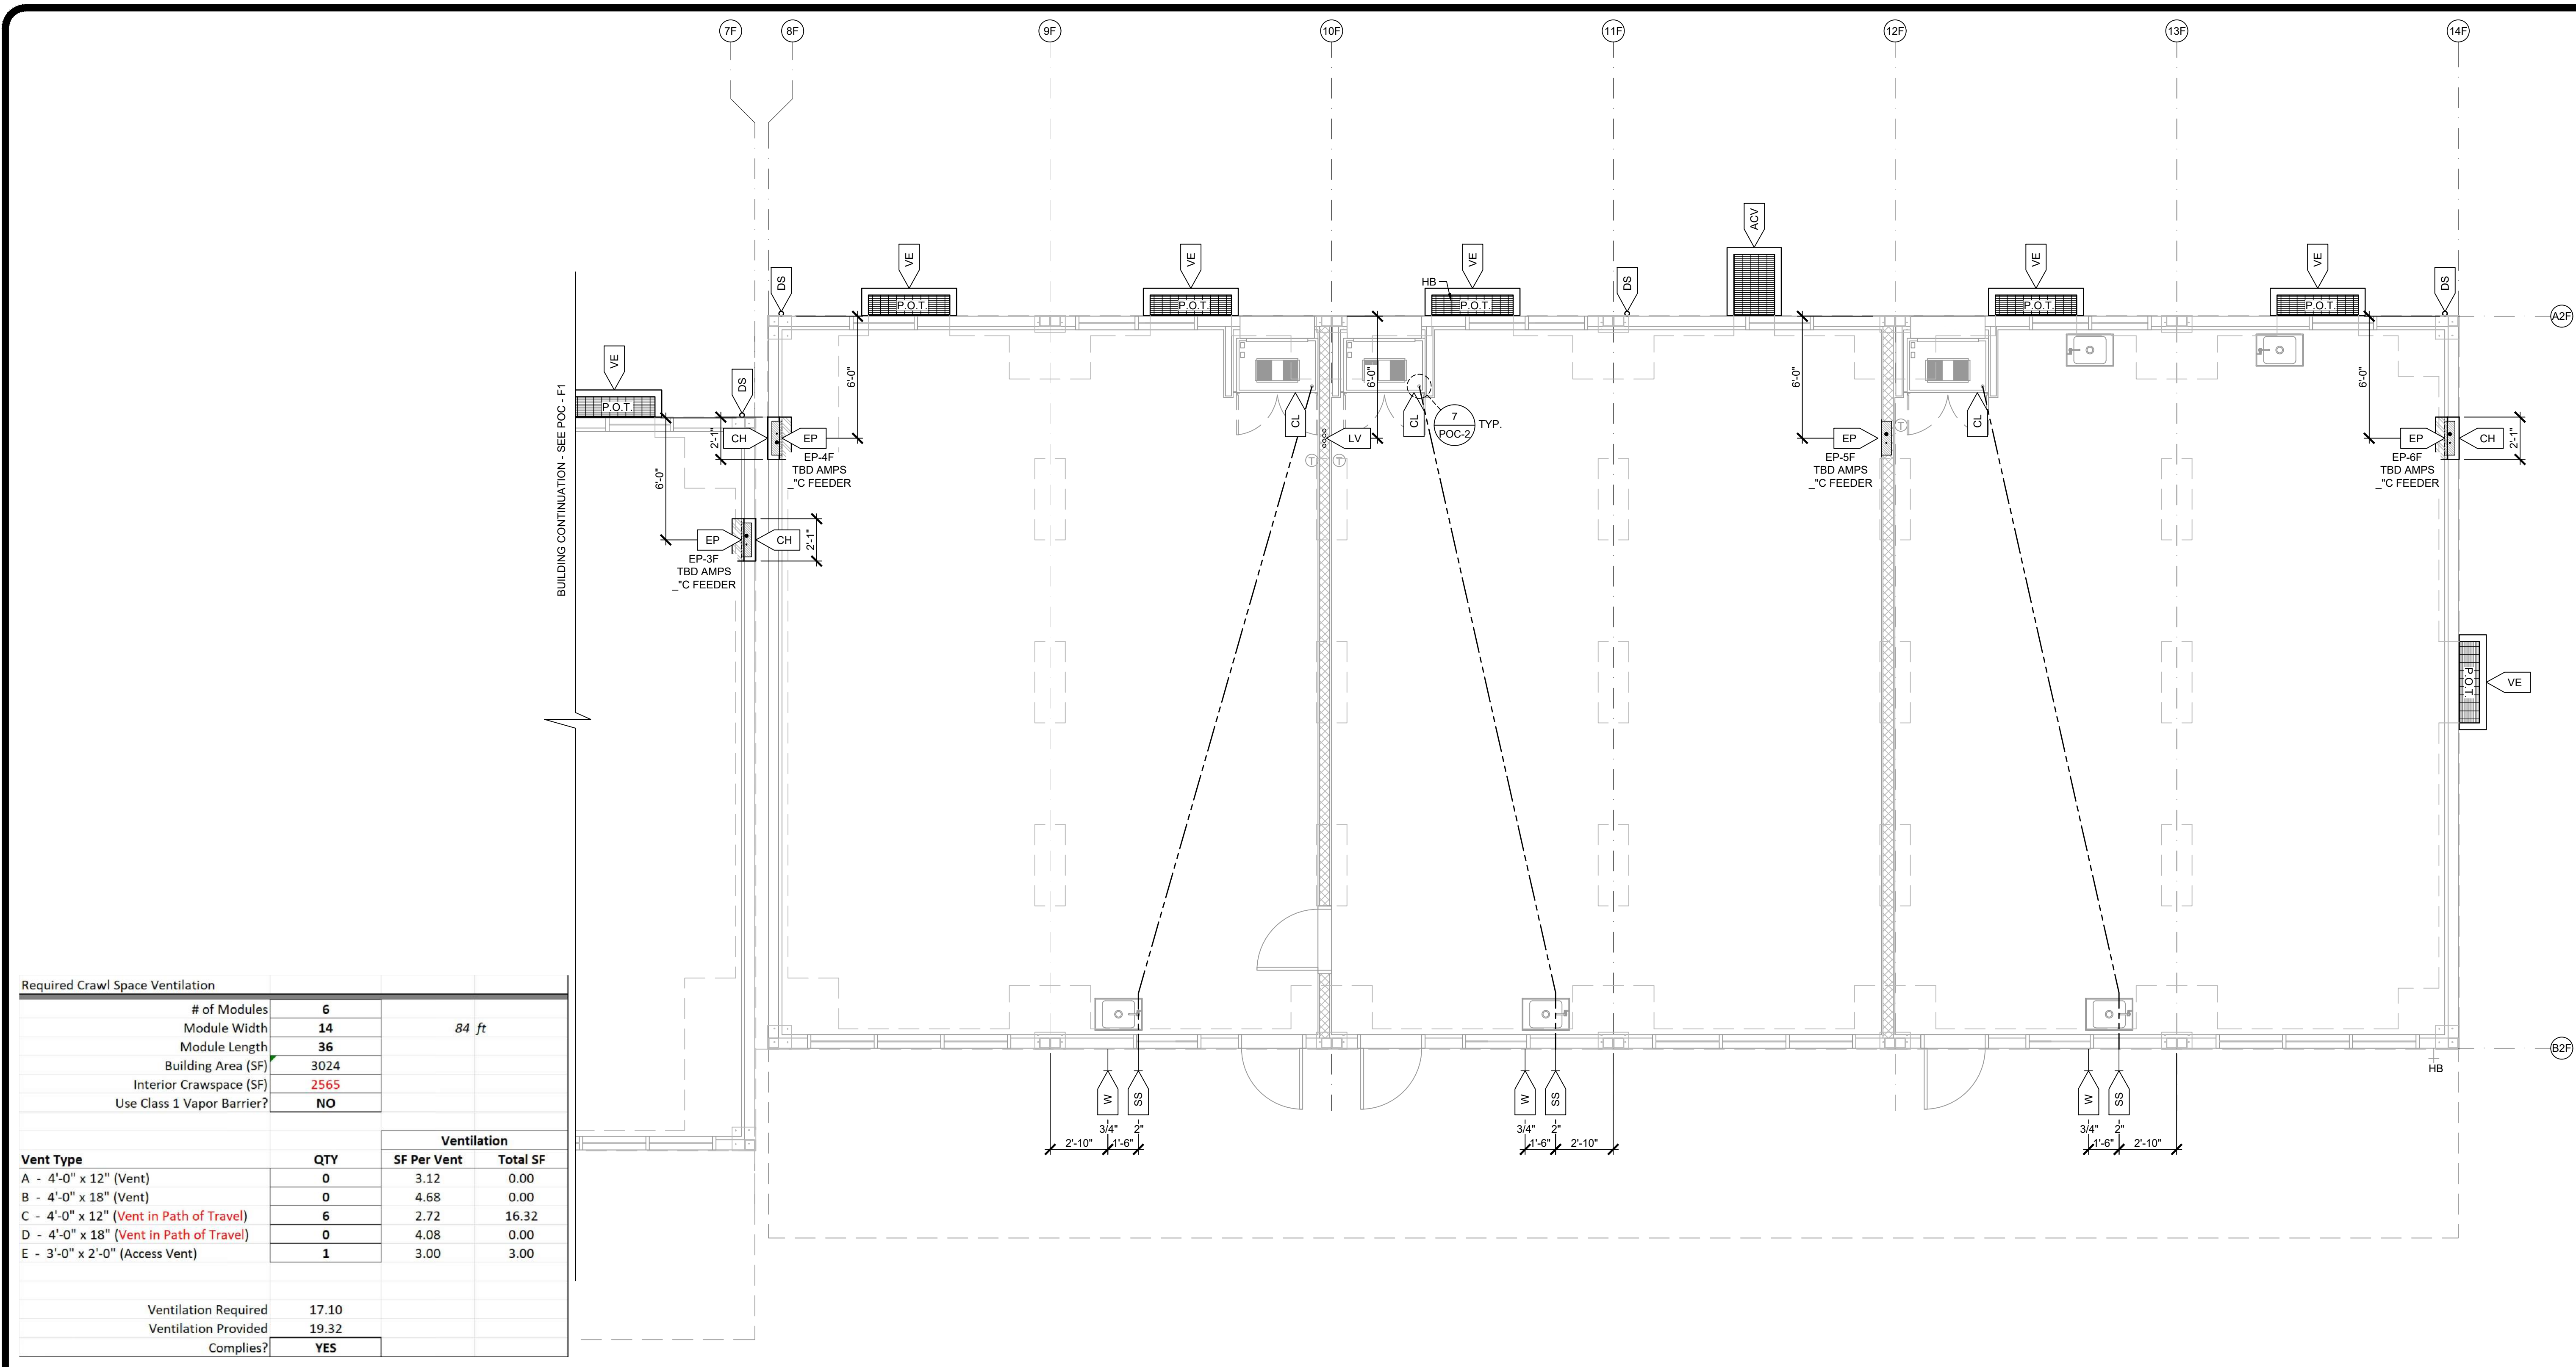 7F
8F
9F
10F
11F
12F
13F
14F
ACV
VE
VE
VE
VE
VE
DS
DS
DS
HB
P.O.T.
P.O.T.
P.O.T.
P.O.T.
P.O.T.
A2F
VE
DS
P.O.T.
6'-0"
6'-0"
6'-0"
6'-0"
CL
CL
CL
7
POC-2
TYP.
T
2'-1"
CH
EP
EP-4F
TBD AMPS
_"C FEEDER
LV
T
T
EP
EP-5F
TBD AMPS
_"C FEEDER
EP
CH
2'-1"
EP-6F
TBD AMPS
_"C FEEDER
BUILDING CONTINUATION - SEE POC - F1
6'-0"
EP
CH
2'-1"
EP-3F
TBD AMPS
_"C FEEDER
P.O.T.
VE
B2F
HB
W
SS
W
SS
W
SS
3/4"
2"
3/4"
2"
3/4"
2"
2'-10"
1'-6"
1'-6"
2'-10"
1'-6"
2'-10"
Required Crawl Space Ventilation
# of Modules 6
Module Width 14 84 ft
Module Length 36
Building Area (SF) 3024
Interior Crawspace (SF) 2565
Use Class 1 Vapor Barrier? NO
Ventilation
Vent Type QTY SF Per Vent Total SF
A - 4'-0" x 12" (Vent) 0 3.12 0.00
B - 4'-0" x 18" (Vent) 0 4.68 0.00
C - 4'-0" x 12" (Vent in Path of Travel) 6 2.72 16.32
D - 4'-0" x 18" (Vent in Path of Travel) 0 4.08 0.00
E - 3'-0" x 2'-0" (Access Vent) 1 3.00 3.00
Ventilation Required 17.10
Ventilation Provided 19.32
Complies? YES